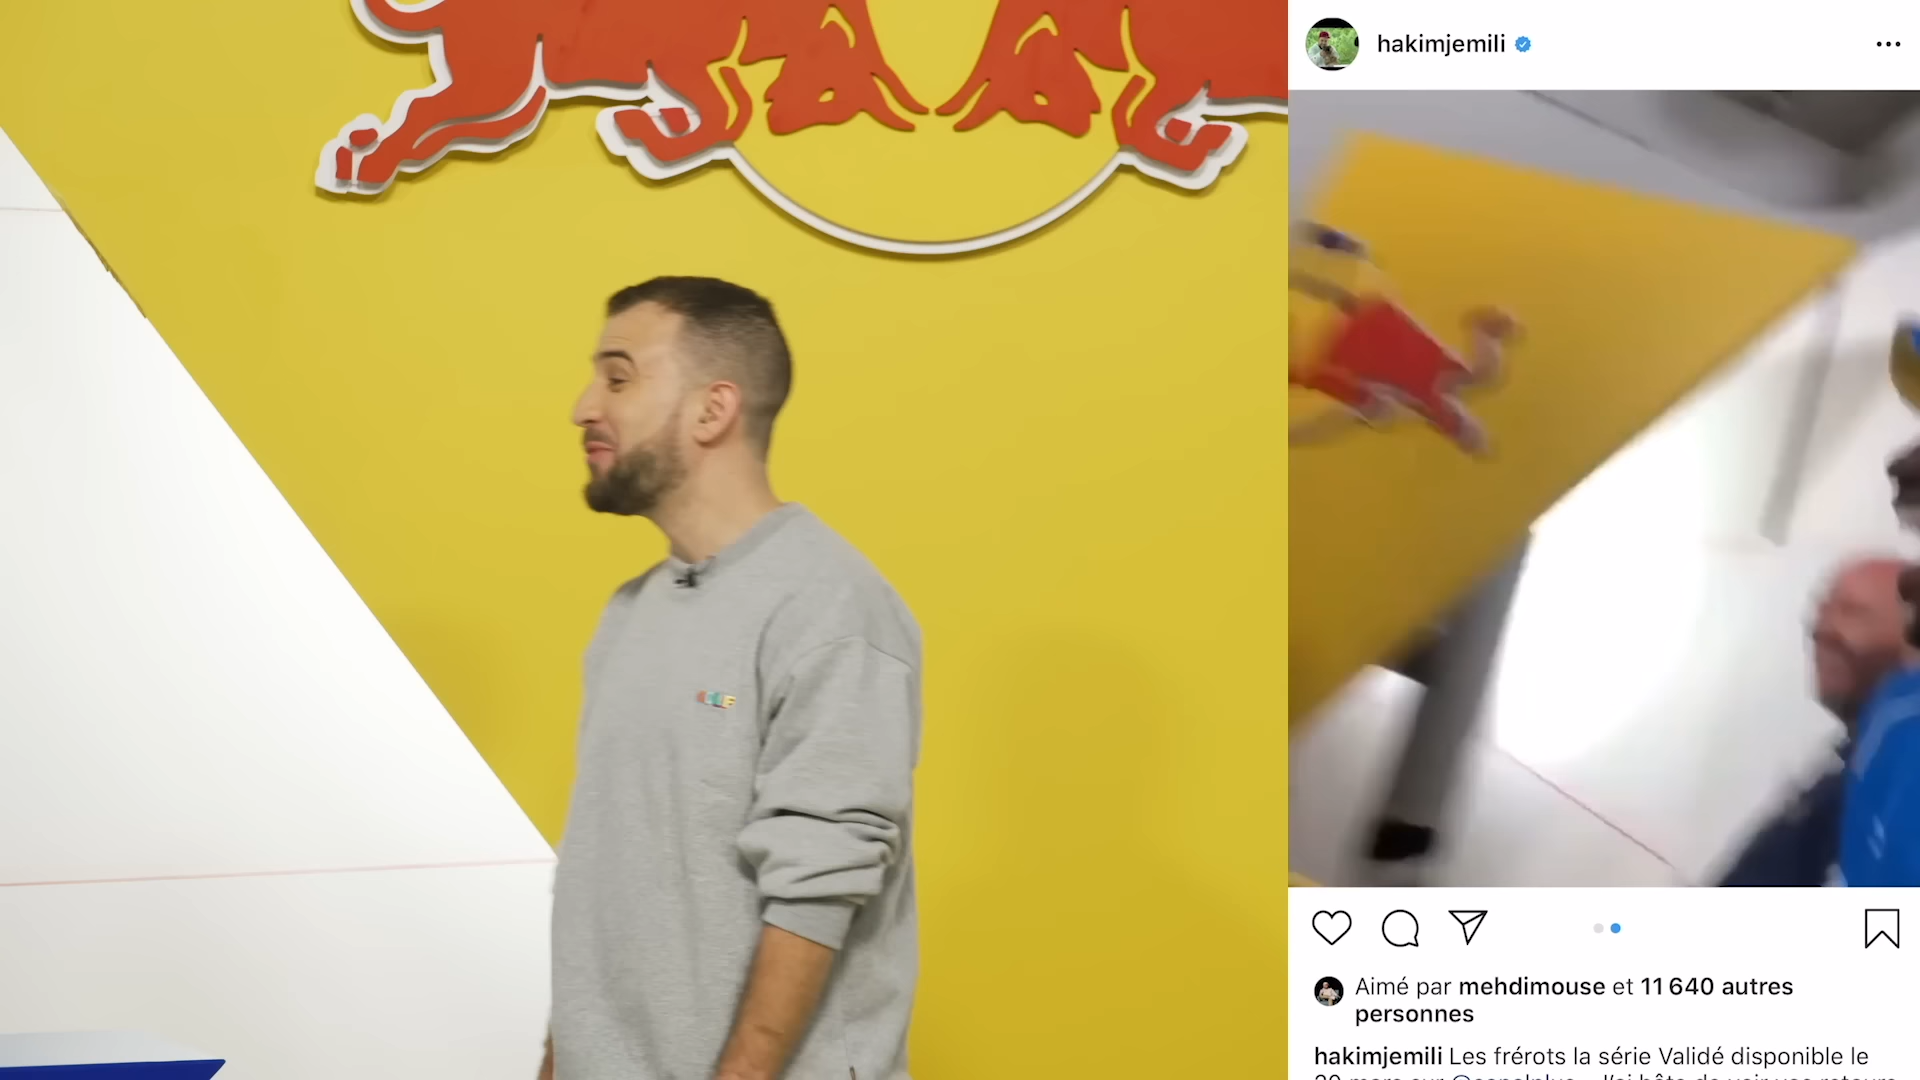 hakimjemili
Aimé par mehdimouse et 11 640 autres
personnes
hakimjemili Les frérots la série Validé disponible le